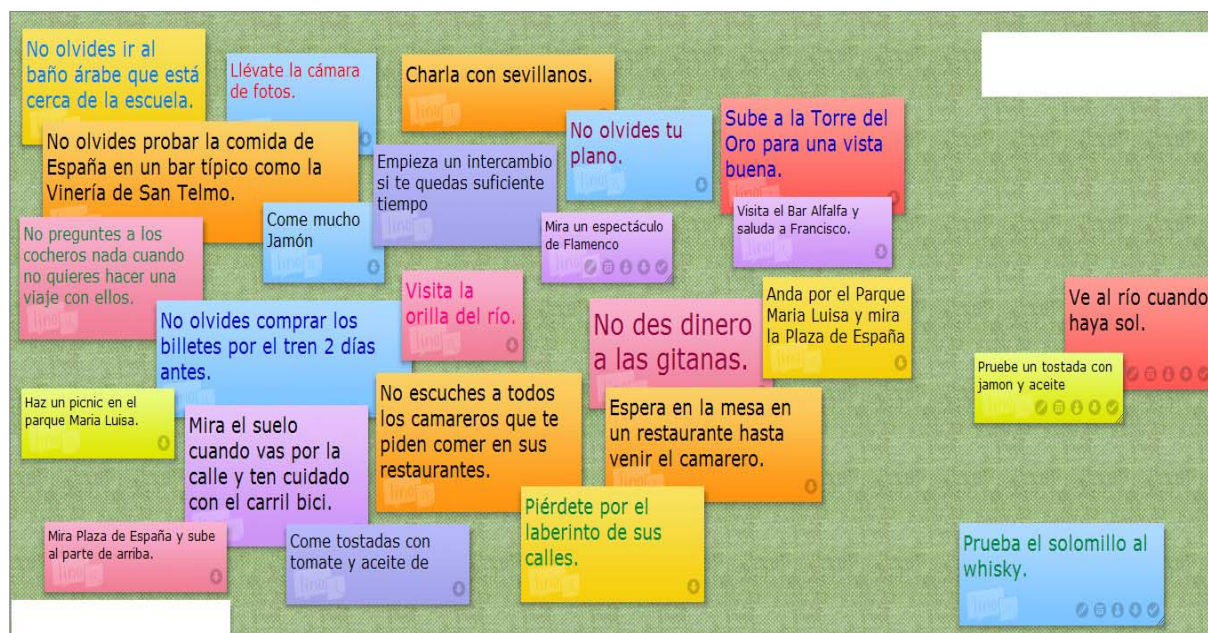 No olvides ir al
baño árabe que está
cerca de la escuela.
Llévate la cámara
de fotos.
Charla con sevillanos.
No olvides probar la comida de
España en un bar típico como la
Vinería de San Telmo.
Empieza un intercambio
si te quedas suficiente
tiempo
No olvides tu
plano.
Sube a la Torre del
Oro para una vista
buena.
No preguntes a los
cocheros nada cuando
no quieres hacer una
viaje con ellos.
Come mucho
Jamón
Mira un espectáculo
de Flamenco
Visita el Bar Alfalfa y
saluda a Francisco.
No olvides comprar los
billetes por el tren 2 días
antes.
Visita la
orilla del río.
No des dinero
a las gitanas.
Anda por el Parque
Maria Luisa y mira
la Plaza de España
Ve al río cuando
haya sol.
Pruebe un tostada con
jamon y aceite
Haz un picnic en el
parque Maria Luisa.
Mira el suelo
cuando vas por la
calle y ten cuidado
con el carril bici.
No escuches a todos
los camareros que te
piden comer en sus
restaurantes.
Espera en la mesa en
un restaurante hasta
venir el camarero.
Mira Plaza de España y sube
al parte de arriba.
Come tostadas con
tomate y aceite de
Piérdete por el
laberinto de sus
calles.
Prueba el solomillo al
whisky.